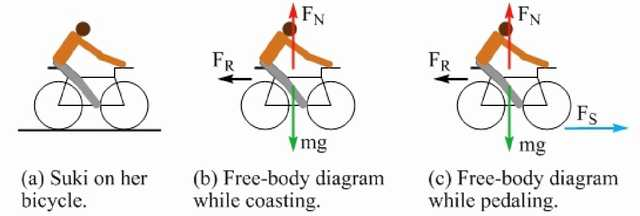 F_N
F_R
mg
F_N
F_R
F_S
mg
(a) Suki on her
bicycle.
(b) Free-body diagram
while coasting.
(c) Free-body diagram
while pedaling.